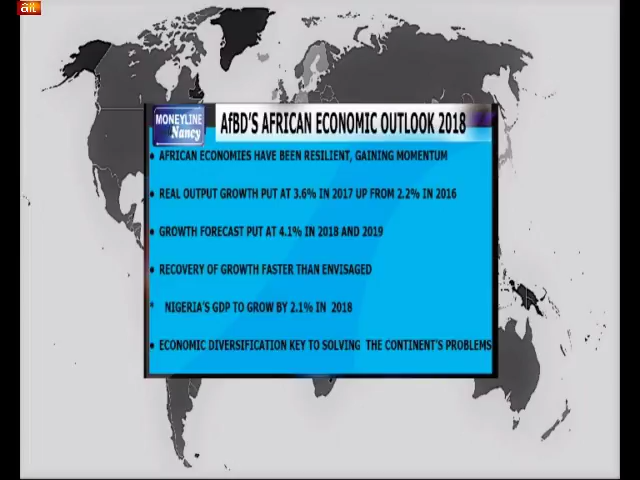 ait
MONEYLINE
with
Nancy
AfBD'S AFRICAN ECONOMIC OUTLOOK 2018
• AFRICAN ECONOMIES HAVE BEEN RESILIENT, GAINING MOMENTUM
• REAL OUTPUT GROWTH PUT AT 3.6% IN 2017 UP FROM 2.2% IN 2016
• GROWTH FORECAST PUT AT 4.1% IN 2018 AND 2019
• RECOVERY OF GROWTH FASTER THAN ENVISAGED
• NIGERIA'S GDP TO GROW BY 2.1% IN 2018
• ECONOMIC DIVERSIFICATION KEY TO SOLVING THE CONTINENT'S PROBLEMS